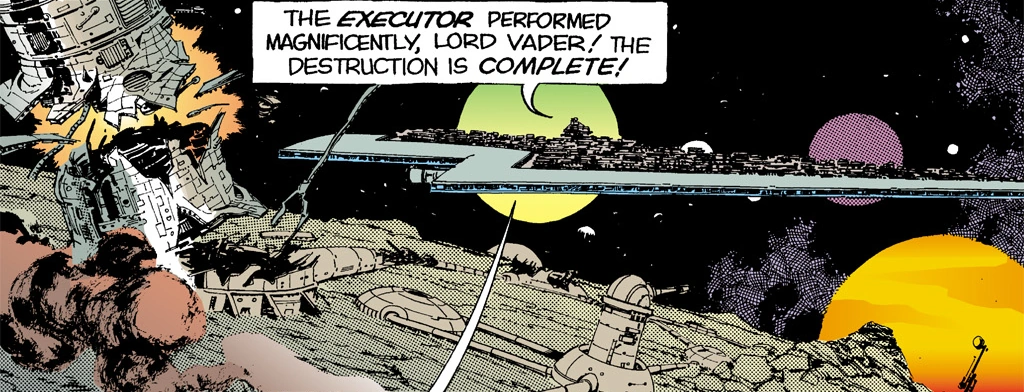 THE EXECUTOR PERFORMED
MAGNIFICENTLY, LORD VADER! THE
DESTRUCTION IS COMPLETE!